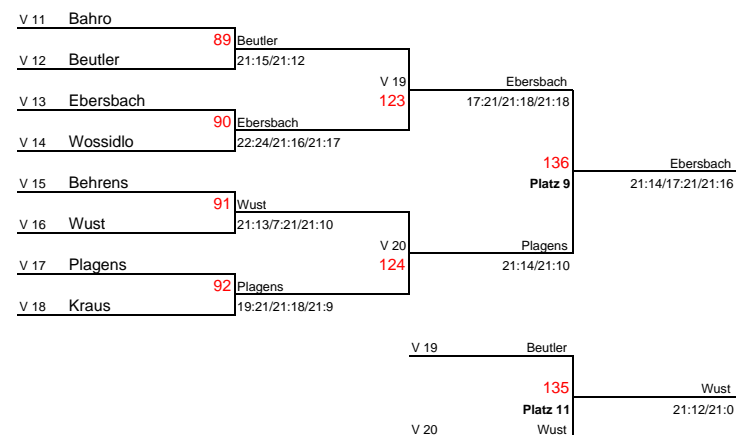 V 11 Bahro
89 Beutler
V 12 Beutler 21:15/21:12
V 19 Ebersbach
V 13 Ebersbach 123 17:21/21:18/21:18
90 Ebersbach
V 14 Wossidlo 22:24/21:16/21:17
136 Ebersbach
V 15 Behrens Platz 9 21:14/17:21/21:16
91 Wust
V 16 Wust 21:13/7:21/21:10
V 20 Plagens
V 17 Plagens 124 21:14/21:10
92 Plagens
V 18 Kraus 19:21/21:18/21:9
V 19 Beutler
135 Wust
Platz 11 21:12/21:0
V 20 Wust